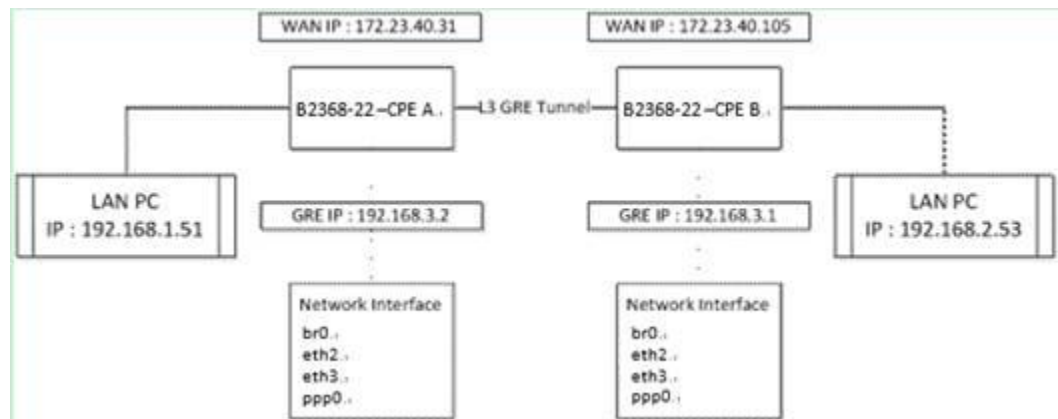 WAN IP : 172.23.40.31
WAN IP : 172.23.40.105
B2368-22 –CPE A
L3 GRE Tunnel
B2368-22 –CPE B
LAN PC
IP : 192.168.1.51
GRE IP : 192.168.3.2
GRE IP : 192.168.3.1
LAN PC
IP : 192.168.2.53
Network Interface
br0
eth2
eth3
ppp0
Network Interface
br0
eth2
eth3
ppp0